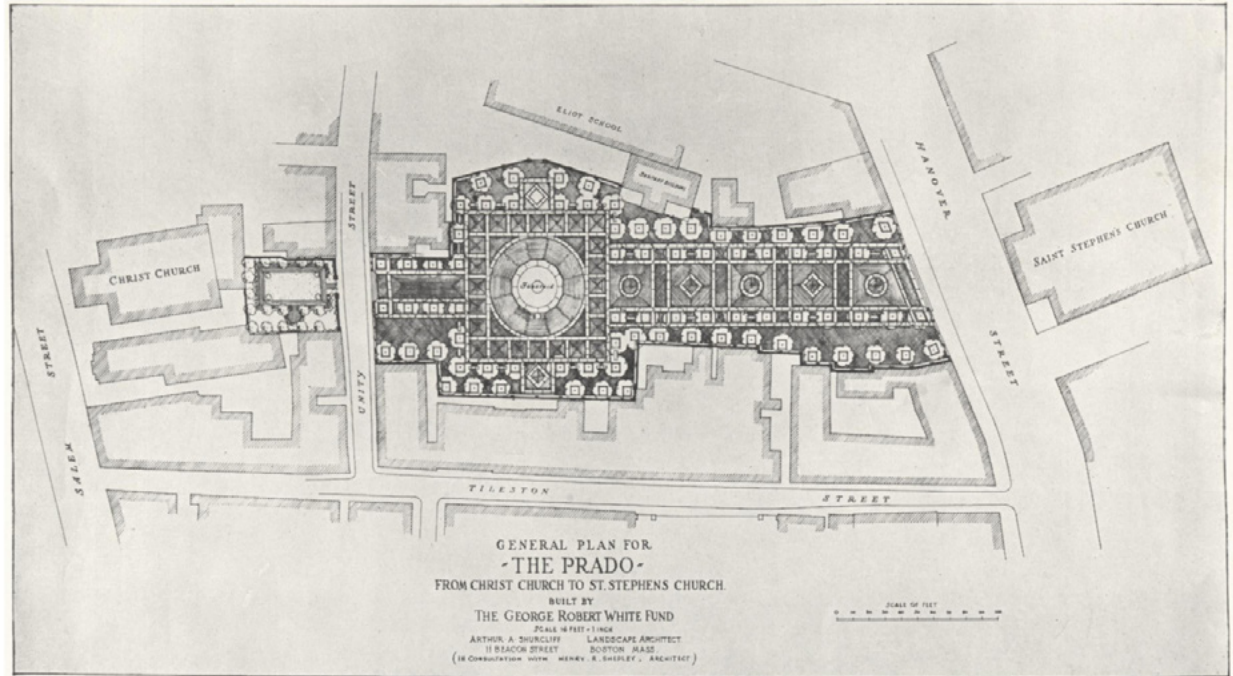 ELIOT SCHOOL
HANOVER
STREET
SAINT STEPHEN'S CHURCH
STREET
CHRIST CHURCH
FOUNTAIN
STREET
UNITY
SALEM
TILESTON
STREET
GENERAL PLAN FOR
-THE PRADO-
FROM CHRIST CHURCH TO ST. STEPHENS CHURCH.
BUILT BY
THE GEORGE ROBERT WHITE FUND
SCALE 16 FEET = 1 INCH
ARTHUR A. SHURCLIFF LANDSCAPE ARCHITECT
11 BEACON STREET BOSTON MASS.
(IN CONSULTATION WITH HENRY. R. SHEPLEY, ARCHITECT)
SCALE OF FEET